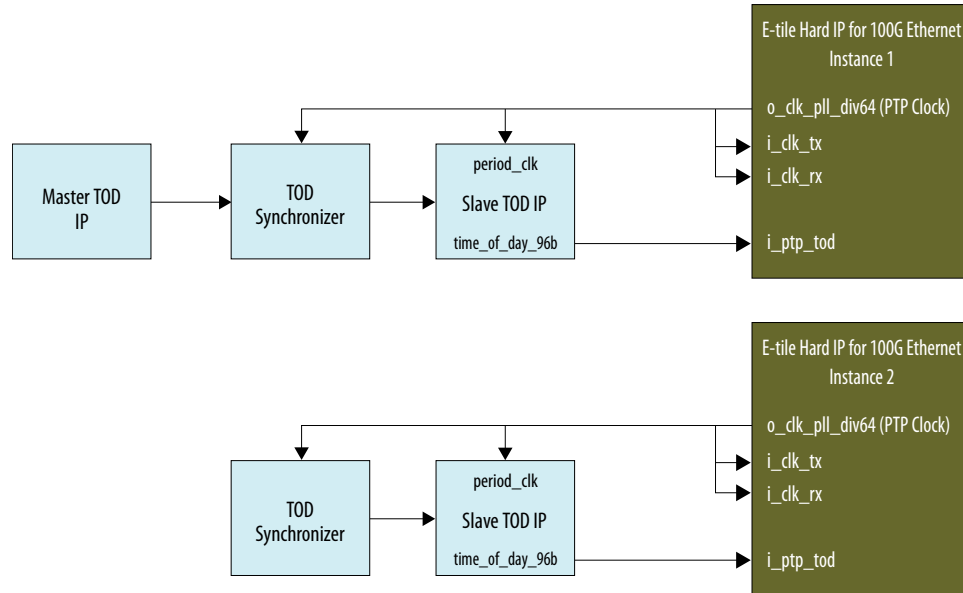 E-tile Hard IP for 100G Ethernet
Instance 1
o_clk_pll_div64 (PTP Clock)
i_clk_tx
i_clk_rx
i_ptp_tod
Master TOD
IP
TOD
Synchronizer
period_clk
Slave TOD IP
time_of_day_96b
E-tile Hard IP for 100G Ethernet
Instance 2
o_clk_pll_div64 (PTP Clock)
i_clk_tx
i_clk_rx
i_ptp_tod
TOD
Synchronizer
period_clk
Slave TOD IP
time_of_day_96b